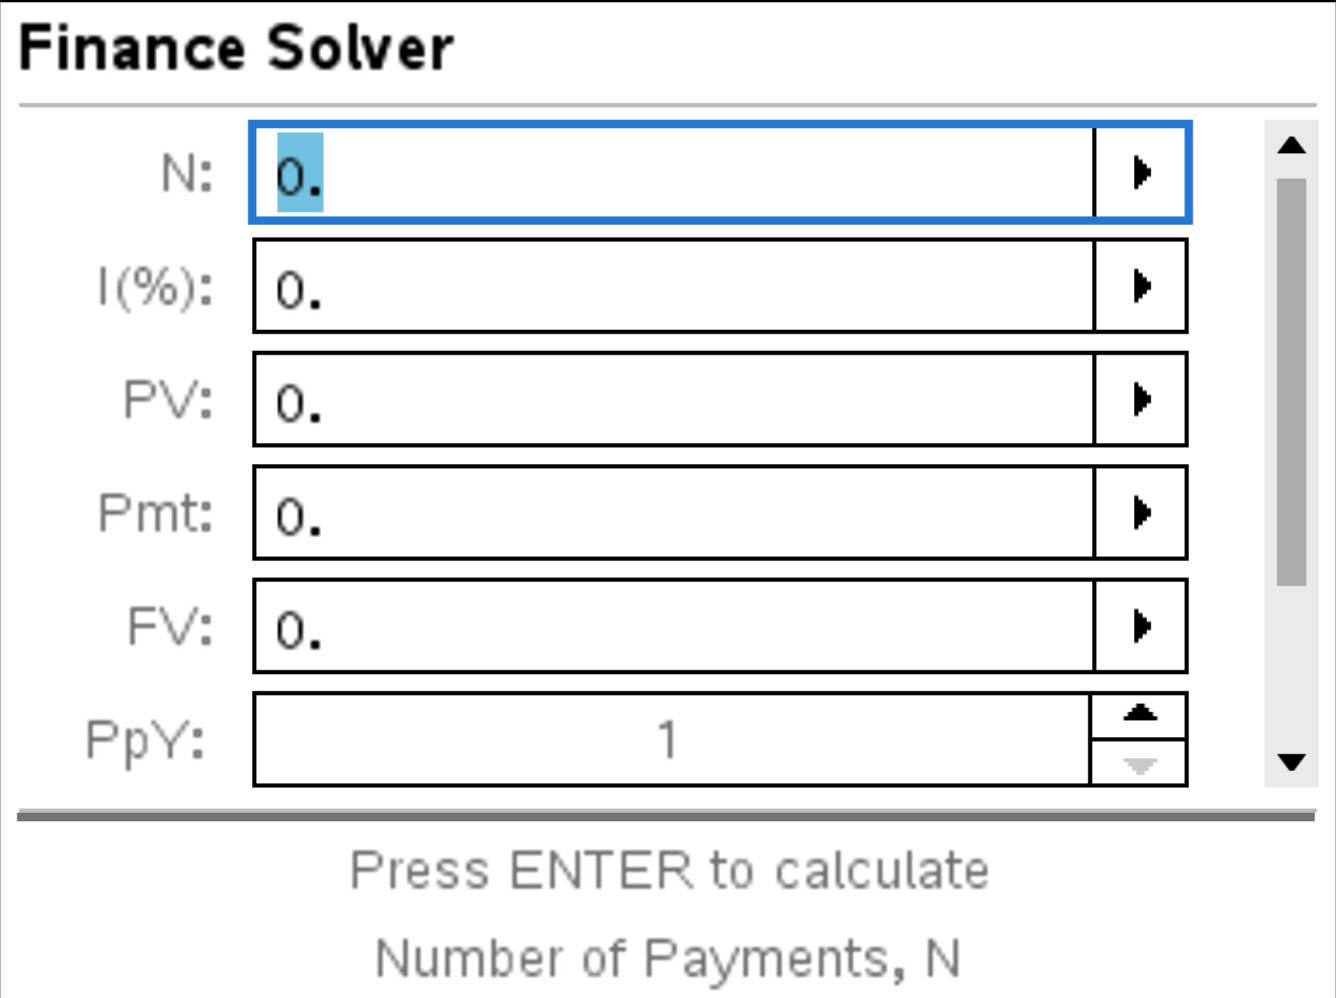 Finance Solver
N: 0.
I(%): 0.
PV: 0.
Pmt: 0.
FV: 0.
PpY: 1
Press ENTER to calculate
Number of Payments, N